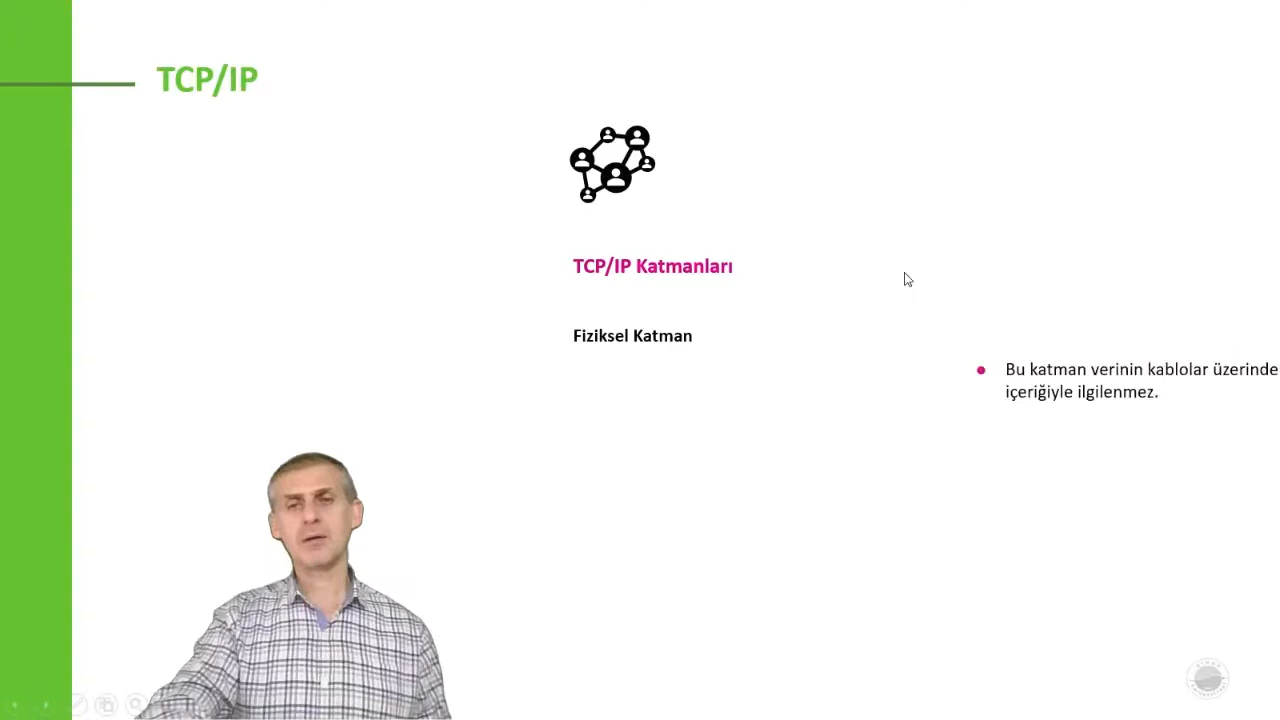 TCP/IP
TCP/IP Katmanları
Fiziksel Katman
Bu katman verinin kablolar üzerinde
içeriğiyle ilgilenmez.